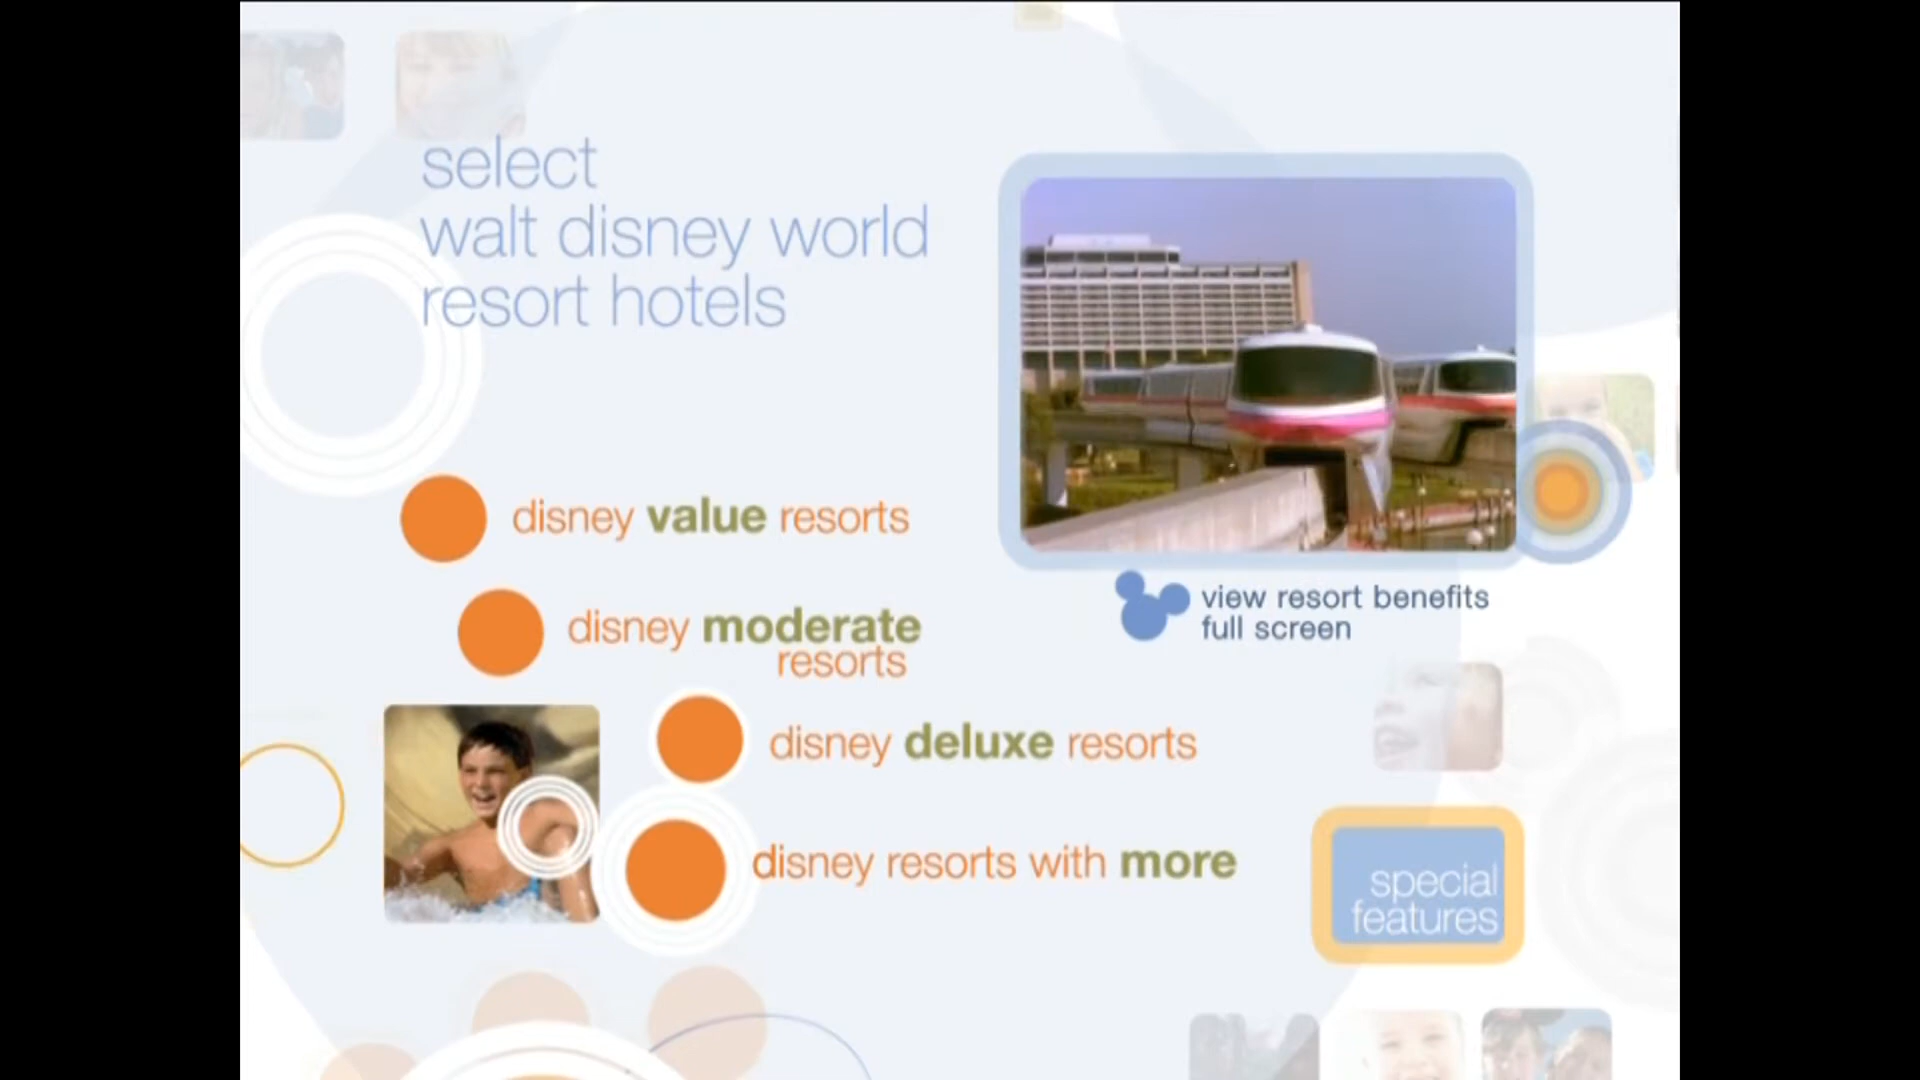 select
walt disney world
resort hotels
disney value resorts
disney moderate
resorts
disney deluxe resorts
disney resorts with more
view resort benefits
full screen
special
features